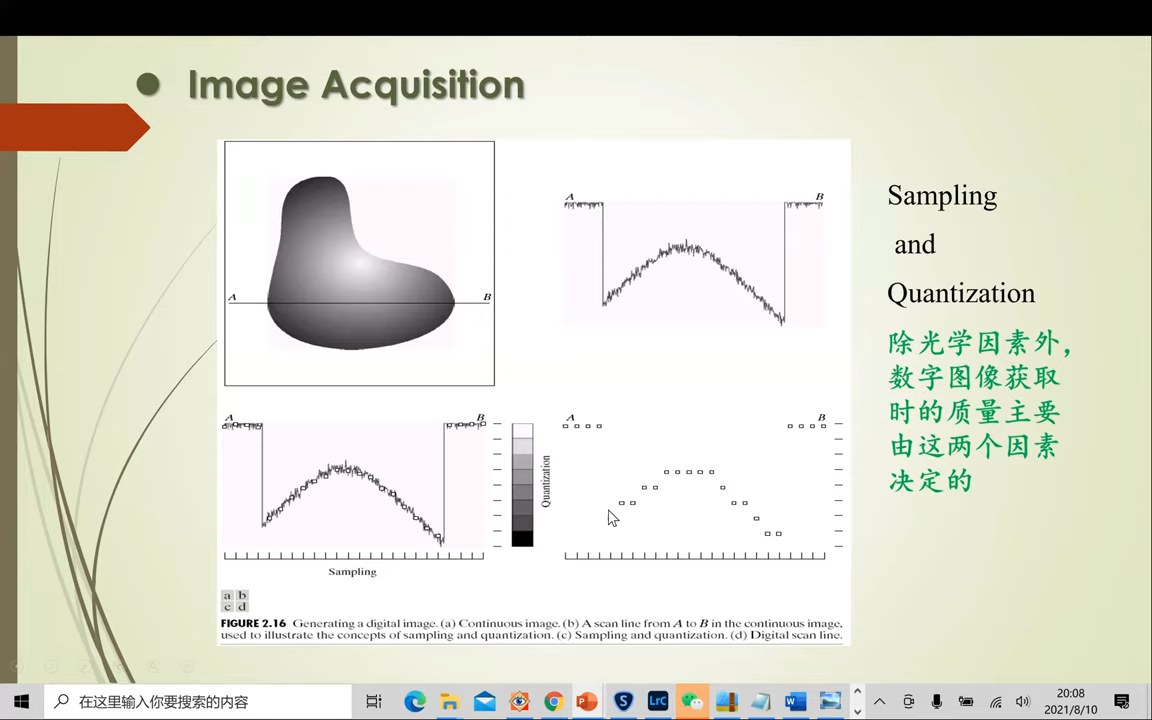 Image Acquisition
A
B
A
B
Sampling
and
Quantization
除光学因素外，
数字图像获取
时的质量主要
由这两个因素
决定的
A
B
Quantization
A
B
Sampling
a b
c d
FIGURE 2.16 Generating a digital image. (a) Continuous image. (b) A scan line from A to B in the continuous image,
used to illustrate the concepts of sampling and quantization. (c) Sampling and quantization. (d) Digital scan line.
在这里输入你要搜索的内容
S
LrC
W
20:08
2021/8/10